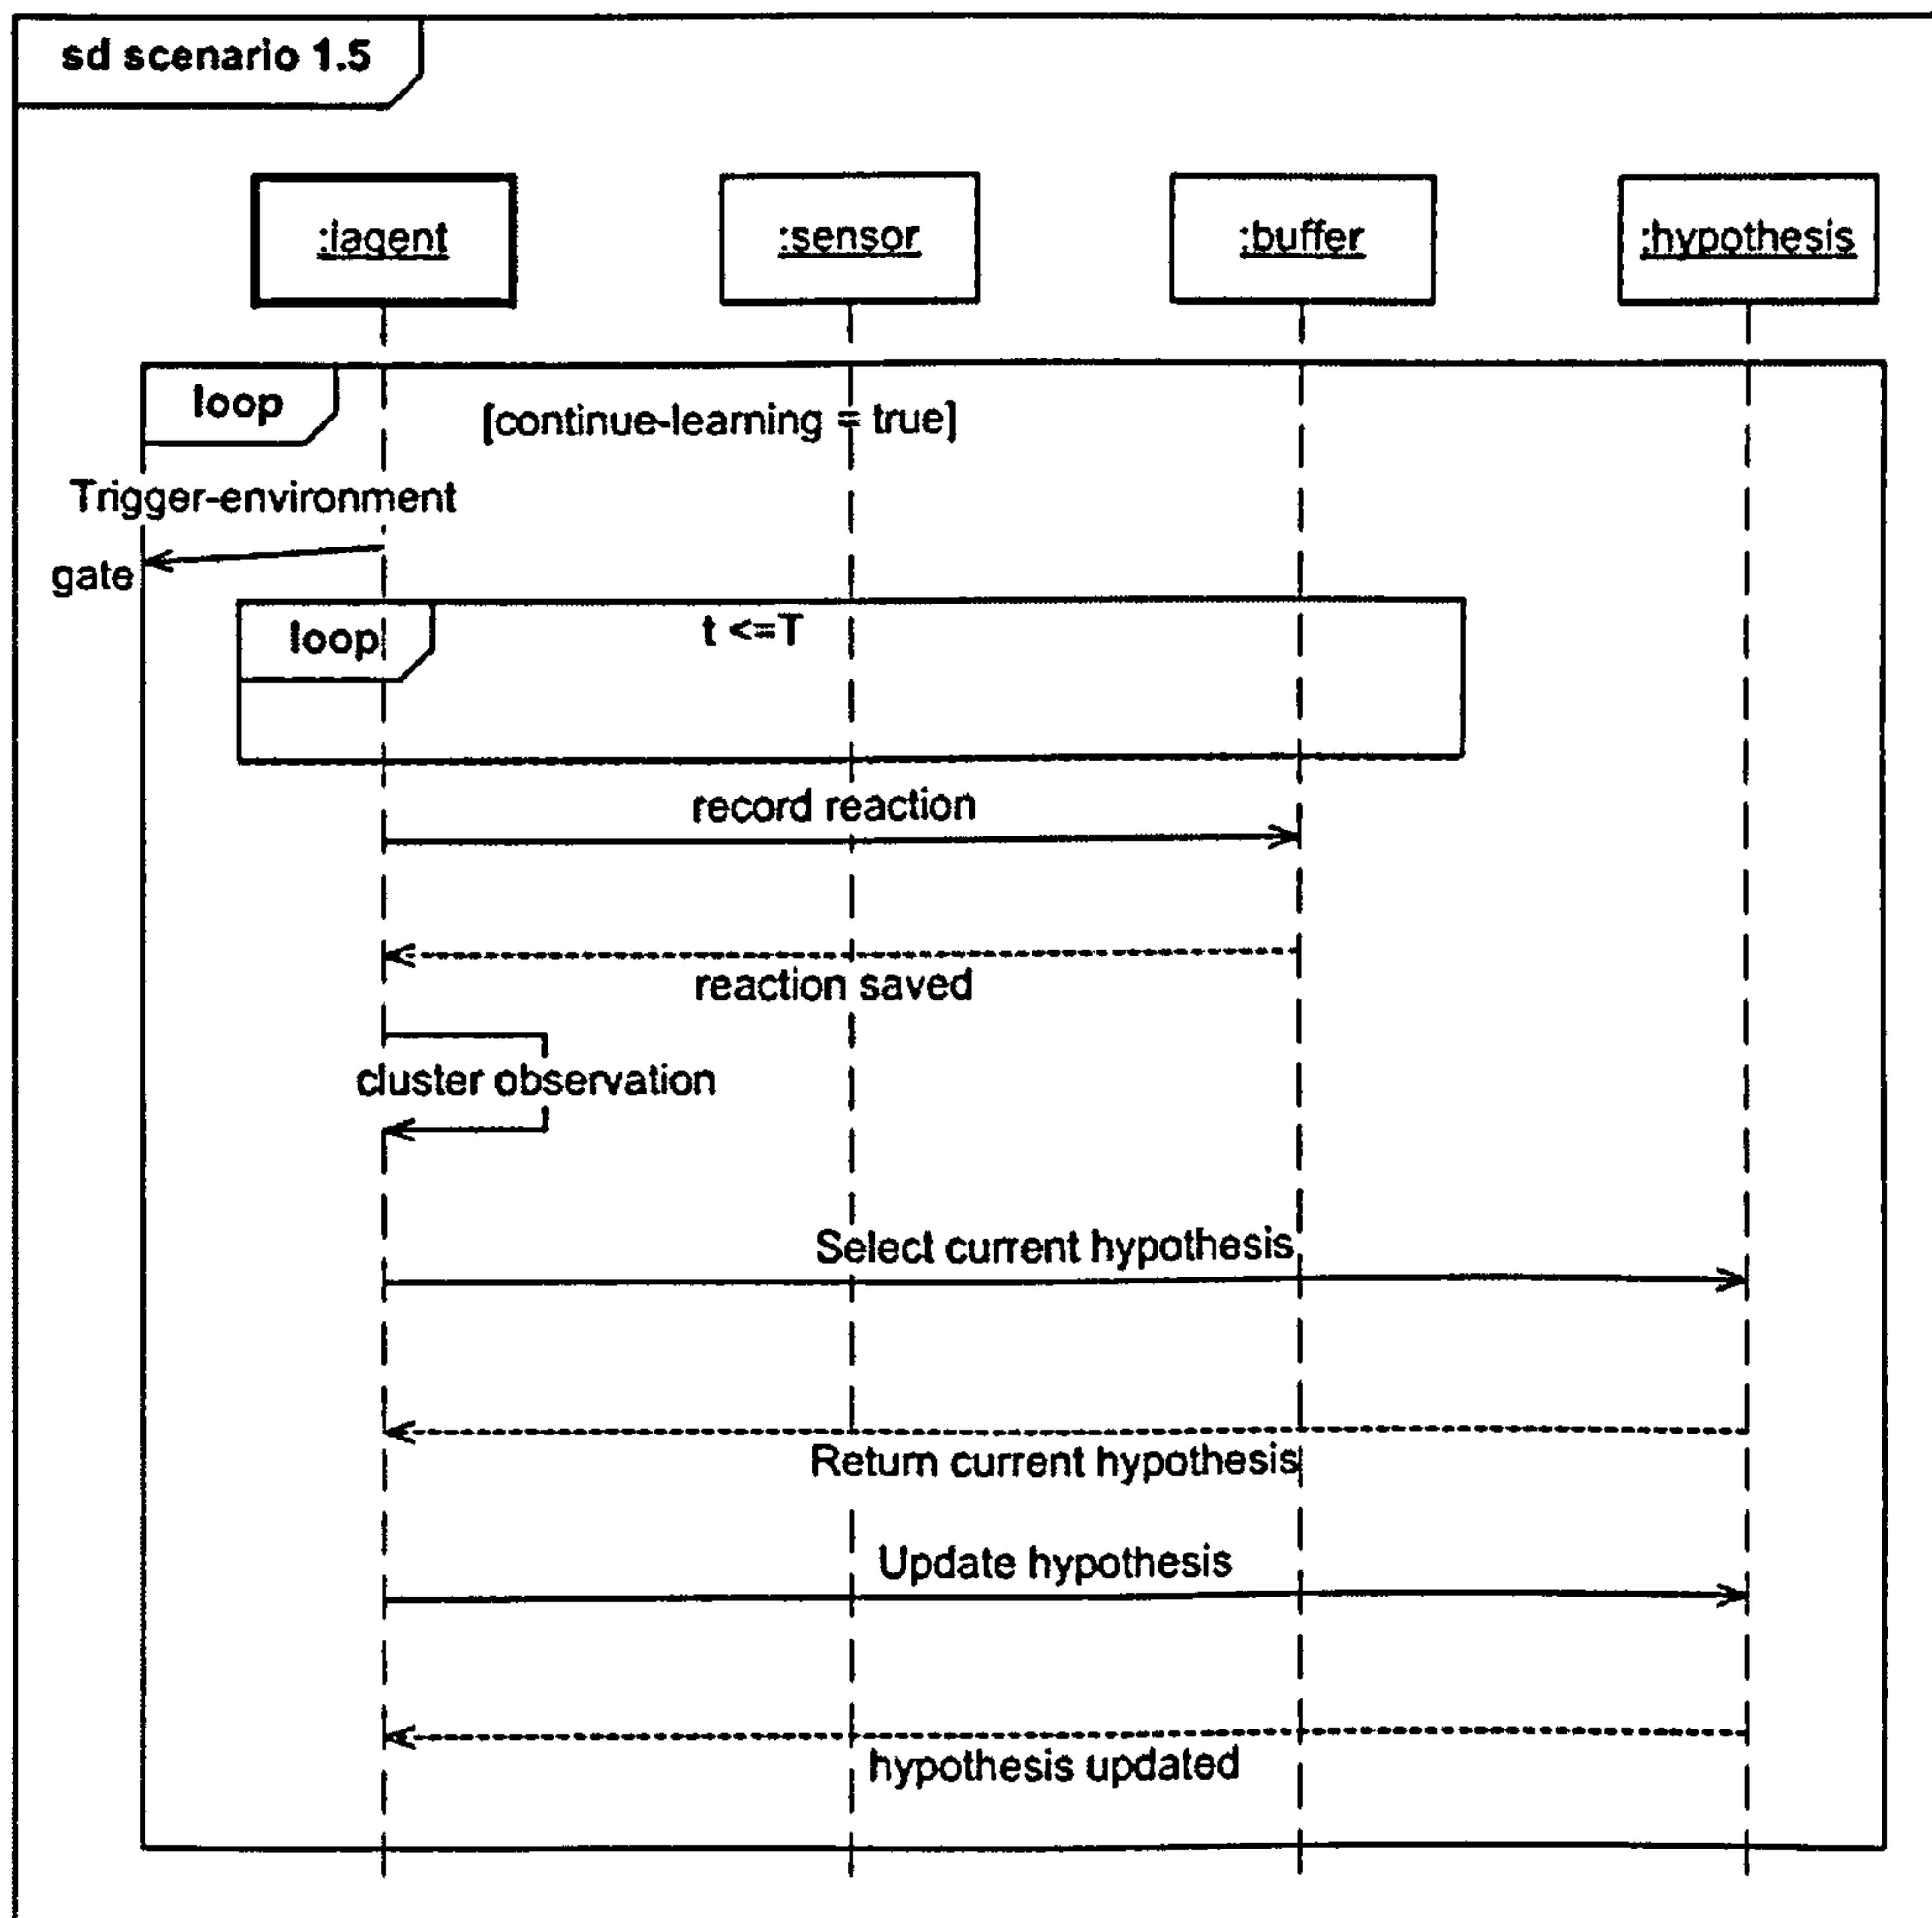 sd scenario 1.5
:lagent
:sensor
:buffer
:hypothesis
loop
[continue-learning = true]
Trigger-environment
gate
loop
t <=T
record reaction
reaction saved
cluster observation
Select current hypothesis
Return current hypothesis
Update hypothesis
hypothesis updated